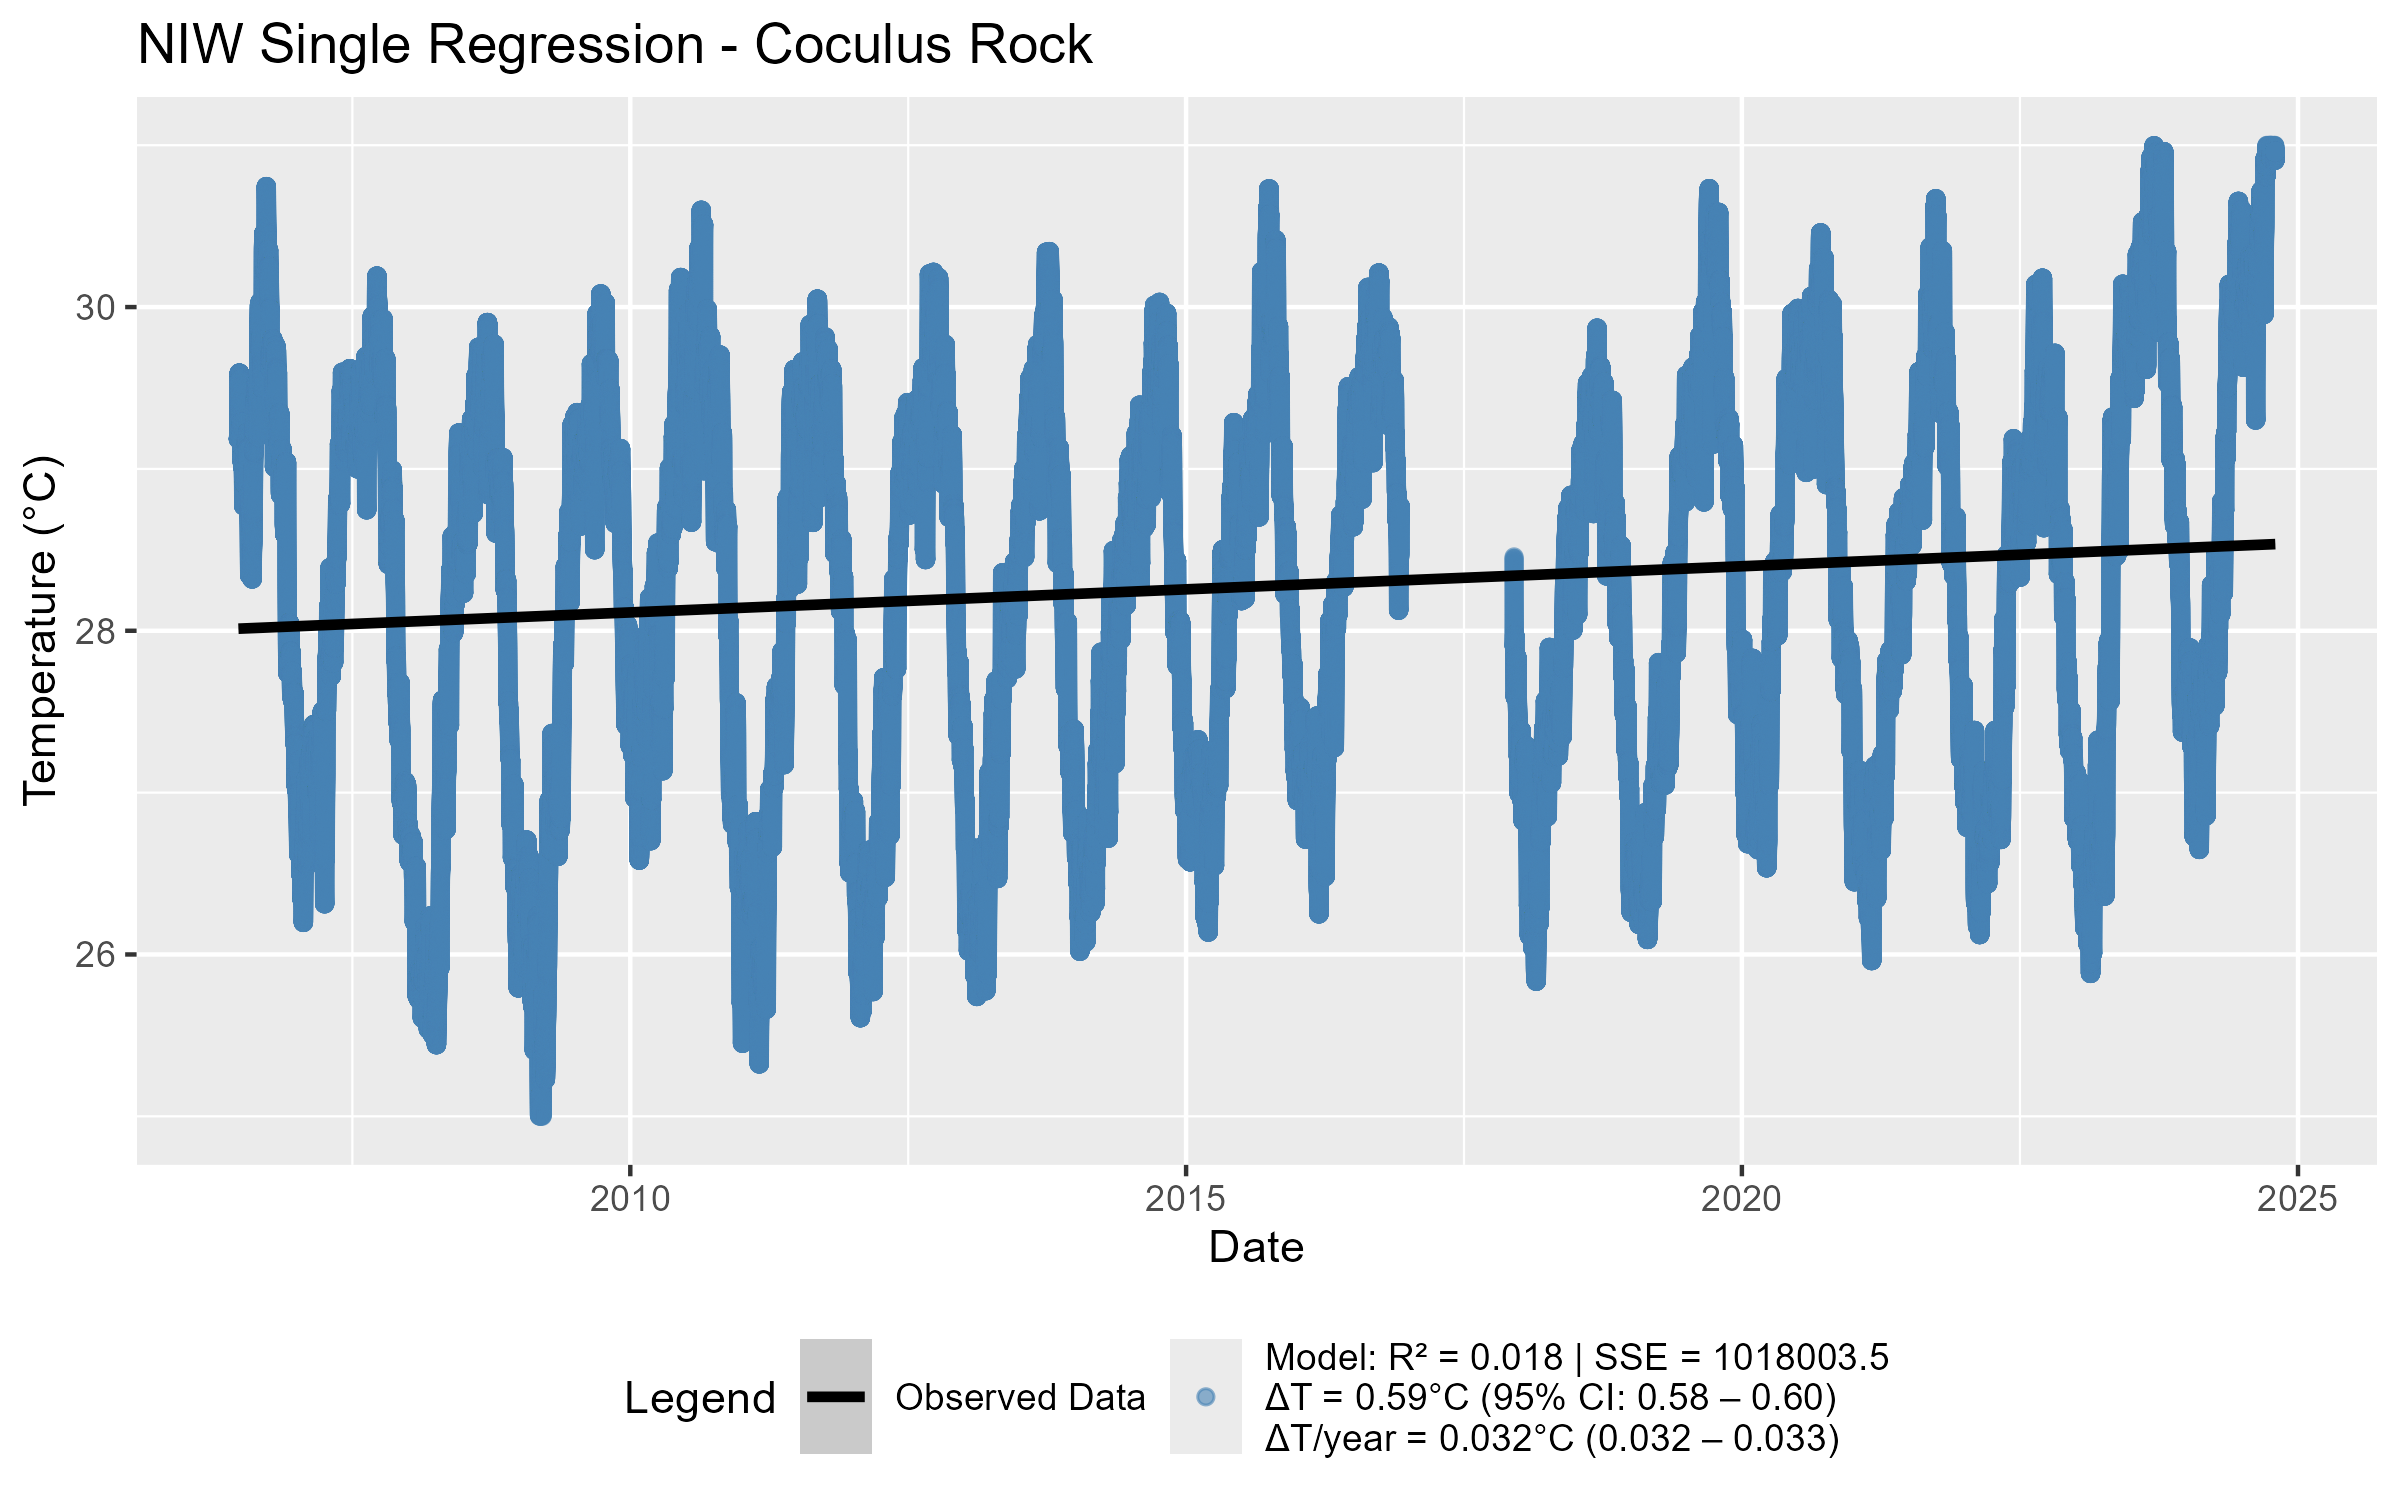 NIW Single Regression - Coculus Rock
Temperature (°C)
30
28
26
2010
2015
2020
2025
Date
Legend
Observed Data
Model: R² = 0.018 | SSE = 1018003.5
ΔT = 0.59°C (95% CI: 0.58 – 0.60)
ΔT/year = 0.032°C (0.032 – 0.033)